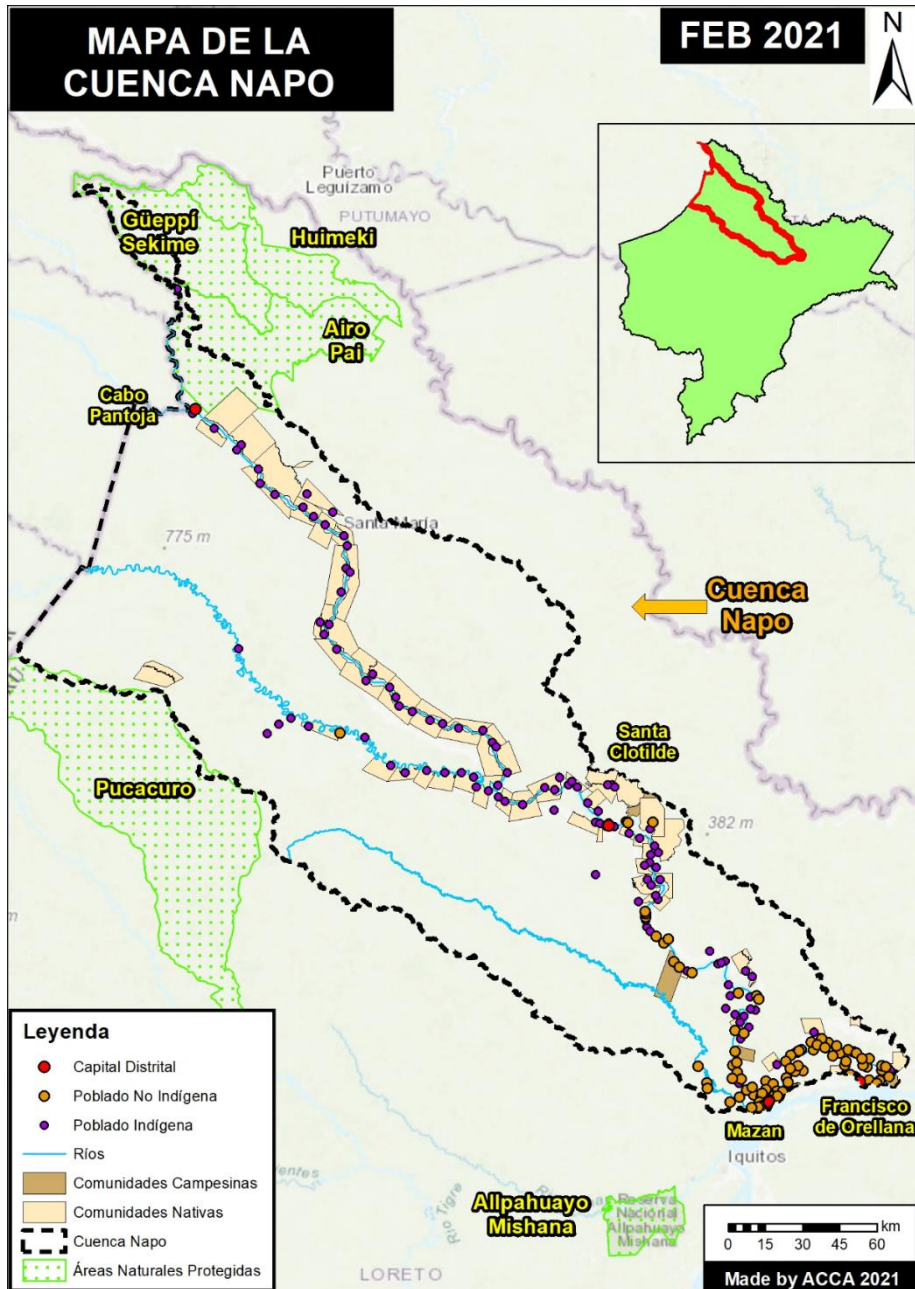 MAPA DE LA
CUENCA NAPO
FEB 2021
N
Puerto
Leguízamo
PUTUMAYO
Güeppí
Sekime
Huimeki
Airo
Pai
Cabo
Pantoja
Santa María
775 m
Cuenca
Napo
Santa
Clotilde
Pucacuro
382 m
Leyenda
Capital Distrital
Poblado No Indígena
Poblado Indígena
Ríos
Comunidades Campesinas
Comunidades Nativas
Cuenca Napo
Áreas Naturales Protegidas
Mazan
Francisco
de Orellana
Iquitos
Allpahuayo
Mishana
Río Tigre
Reserva
Nacional
Allpahuayo
Mishana
LORETO
km
0 15 30 45 60
Made by ACCA 2021